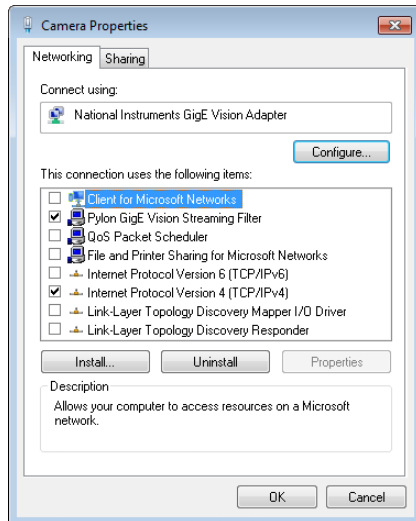 Camera Properties
Networking
Sharing
Connect using:
National Instruments GigE Vision Adapter
Configure...
This connection uses the following items:
Client for Microsoft Networks
Pylon GigE Vision Streaming Filter
QoS Packet Scheduler
File and Printer Sharing for Microsoft Networks
Internet Protocol Version 6 (TCP/IPv6)
Internet Protocol Version 4 (TCP/IPv4)
Link-Layer Topology Discovery Mapper I/O Driver
Link-Layer Topology Discovery Responder
Install...
Uninstall
Properties
Description
Allows your computer to access resources on a Microsoft
network.
OK
Cancel